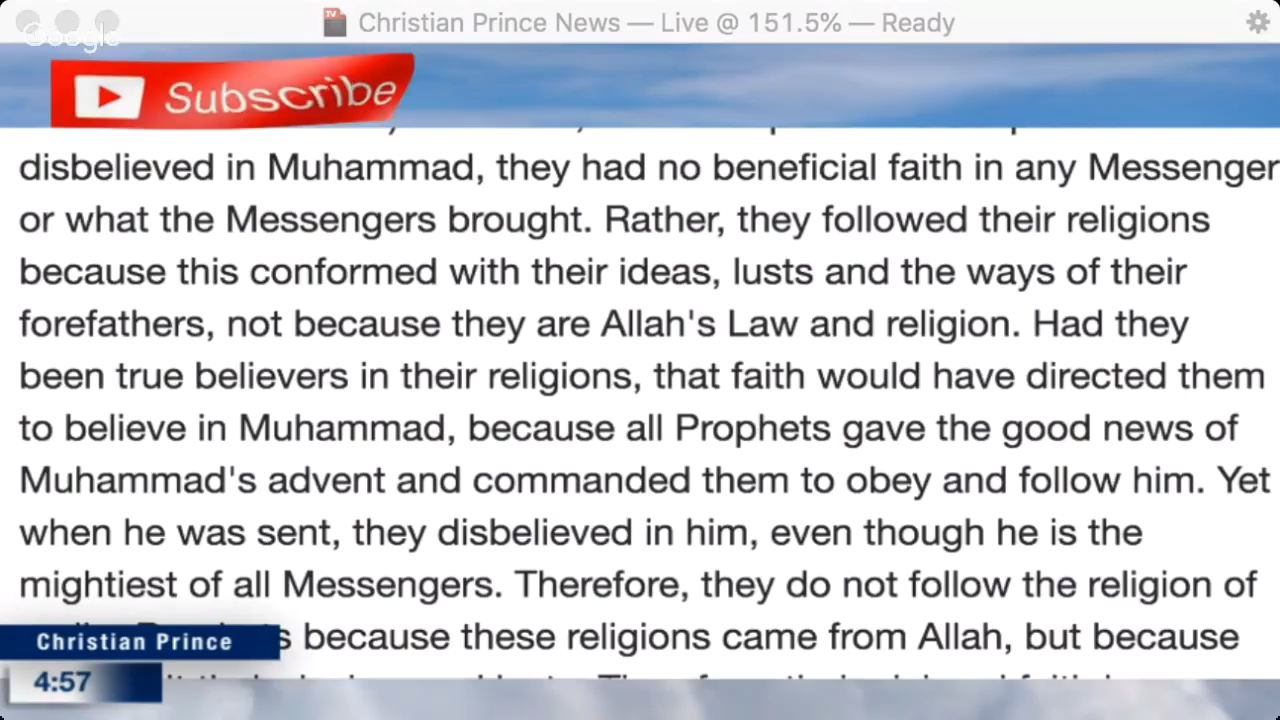 Christian Prince News — Live @ 151.5% — Ready
Google
Subscribe
disbelieved in Muhammad, they had no beneficial faith in any Messenger
or what the Messengers brought. Rather, they followed their religions
because this conformed with their ideas, lusts and the ways of their
forefathers, not because they are Allah's Law and religion. Had they
been true believers in their religions, that faith would have directed them
to believe in Muhammad, because all Prophets gave the good news of
Muhammad's advent and commanded them to obey and follow him. Yet
when he was sent, they disbelieved in him, even though he is the
mightiest of all Messengers. Therefore, they do not follow the religion of
because these religions came from Allah, but because
Christian Prince
4:57